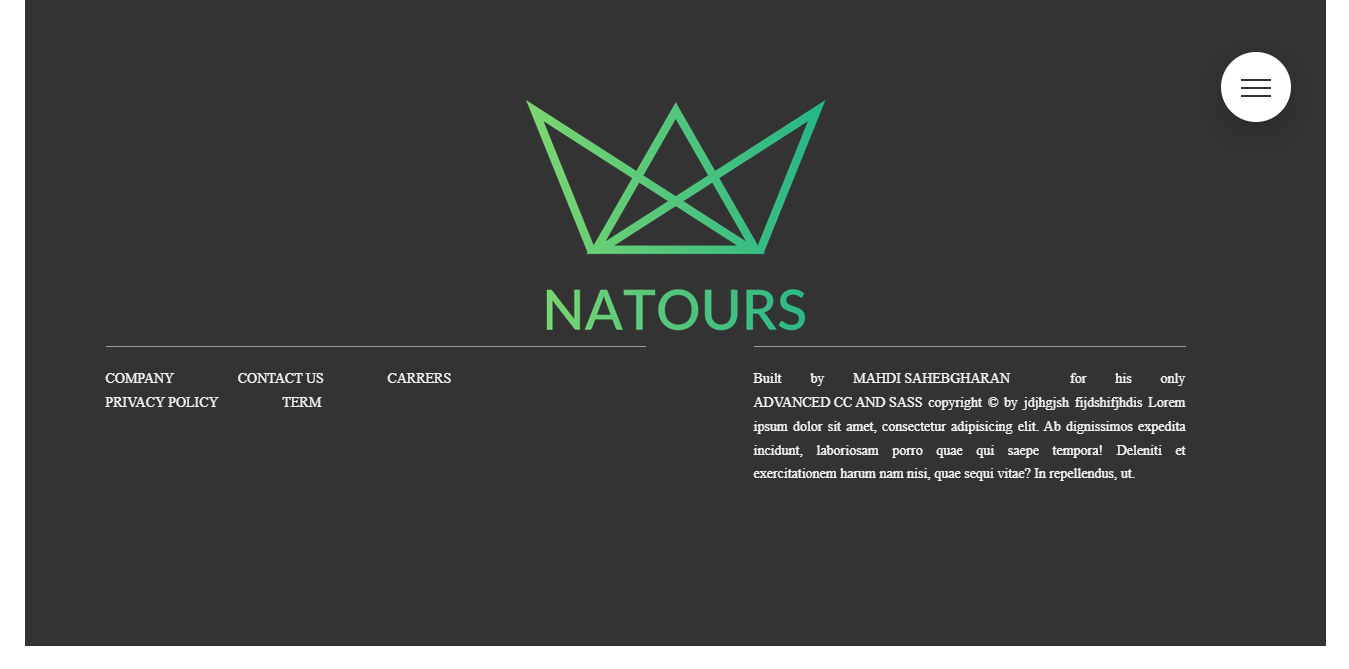 NATOURS
COMPANY CONTACT US CARRERS
PRIVACY POLICY TERM
Built by MAHDI SAHEBGHARAN for his only
ADVANCED CC AND SASS copyright © by jdjhgjsh fijdshifjhdis Lorem
ipsum dolor sit amet, consectetur adipisicing elit. Ab dignissimos expedita
incidunt, laboriosam porro quae qui saepe tempora! Deleniti et
exercitationem harum nam nisi, quae sequi vitae? In repellendus, ut.